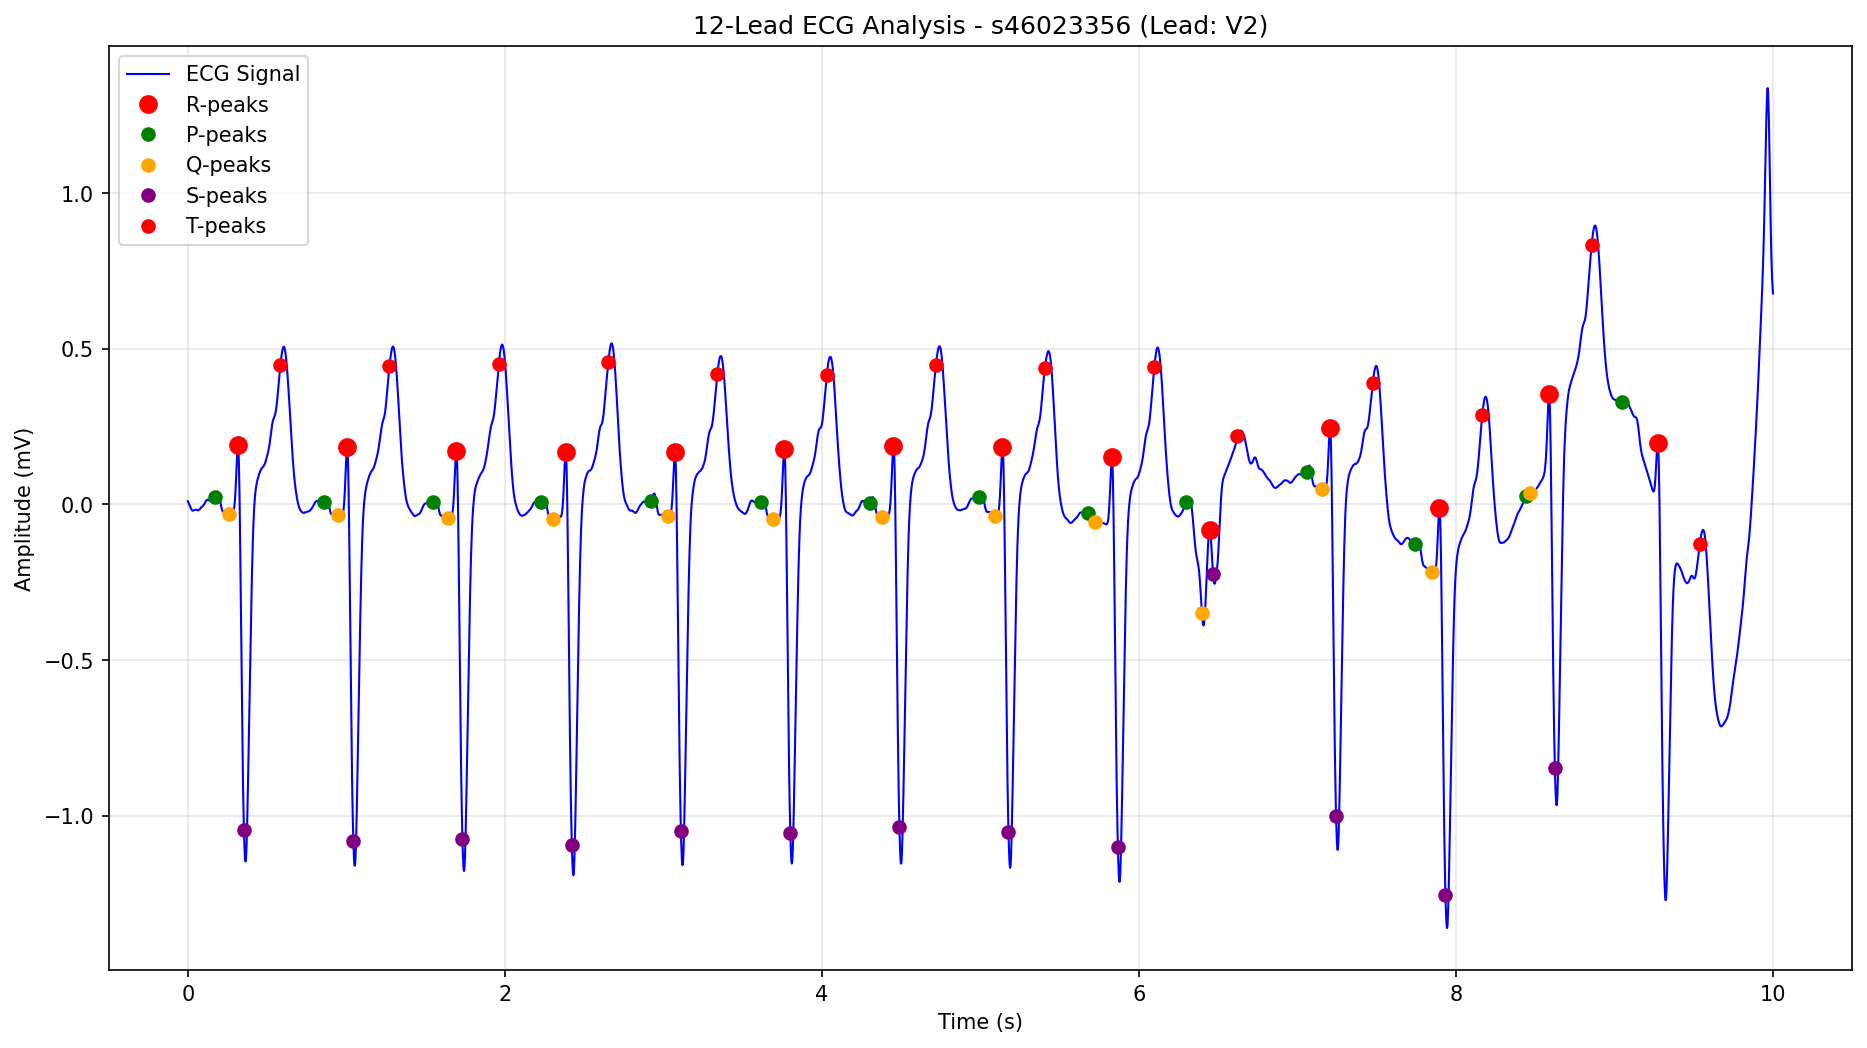 12-Lead ECG Analysis - s46023356 (Lead: V2)
ECG Signal
R-peaks
P-peaks
Q-peaks
S-peaks
T-peaks
Amplitude (mV)
1.0
0.5
0.0
−0.5
−1.0
0 2 4 6 8 10
Time (s)